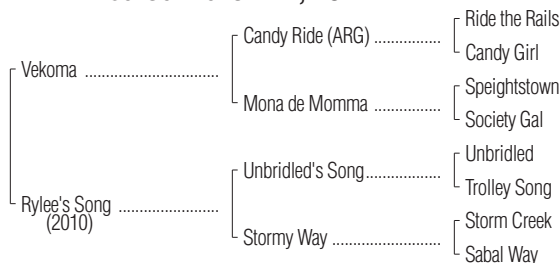 Ride the Rails
Candy Ride (ARG) ................
Candy Girl
Vekoma ...........................
Speightstown
Mona de Momma ................
Society Gal
Unbridled
Unbridled's Song.................
Trolley Song
Rylee's Song ....................
(2010)
Storm Creek
Stormy Way ....................
Sabal Way